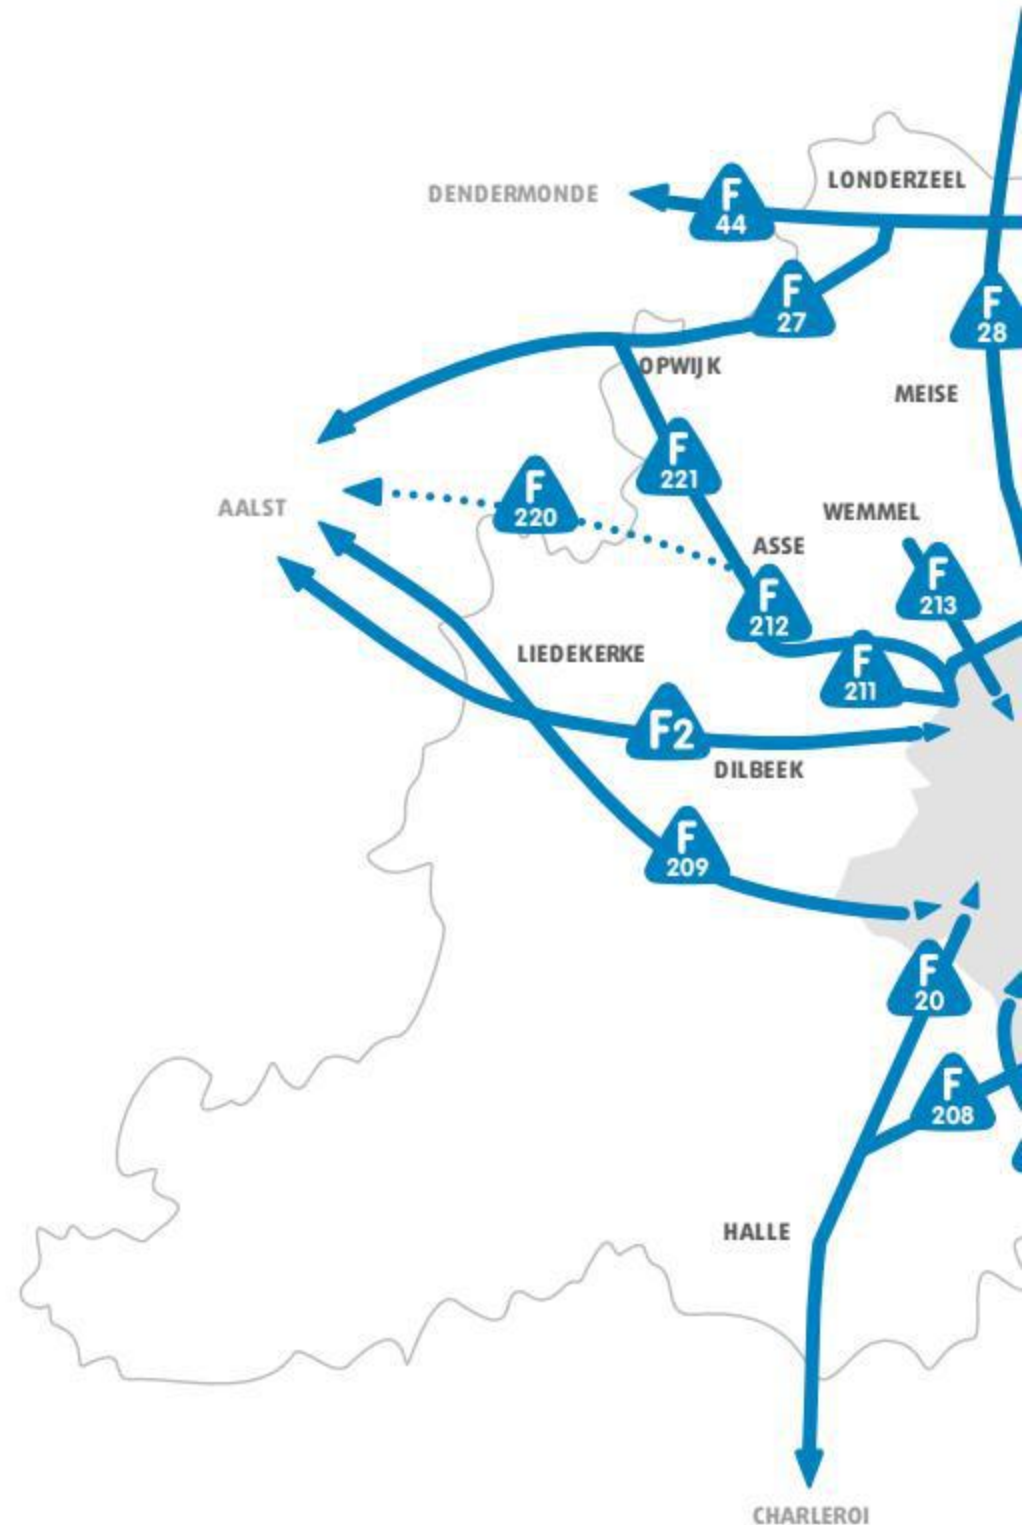 LONDERZEEL
DENDERMONDE
F
44
F
27
F
28
OPWIJK
MEISE
F
221
F
220
AALST
WEMMEL
ASSE
F
213
F
212
LIEDEKERKE
F
211
F2
DILBEEK
F
209
F
20
F
208
HALLE
CHARLEROI